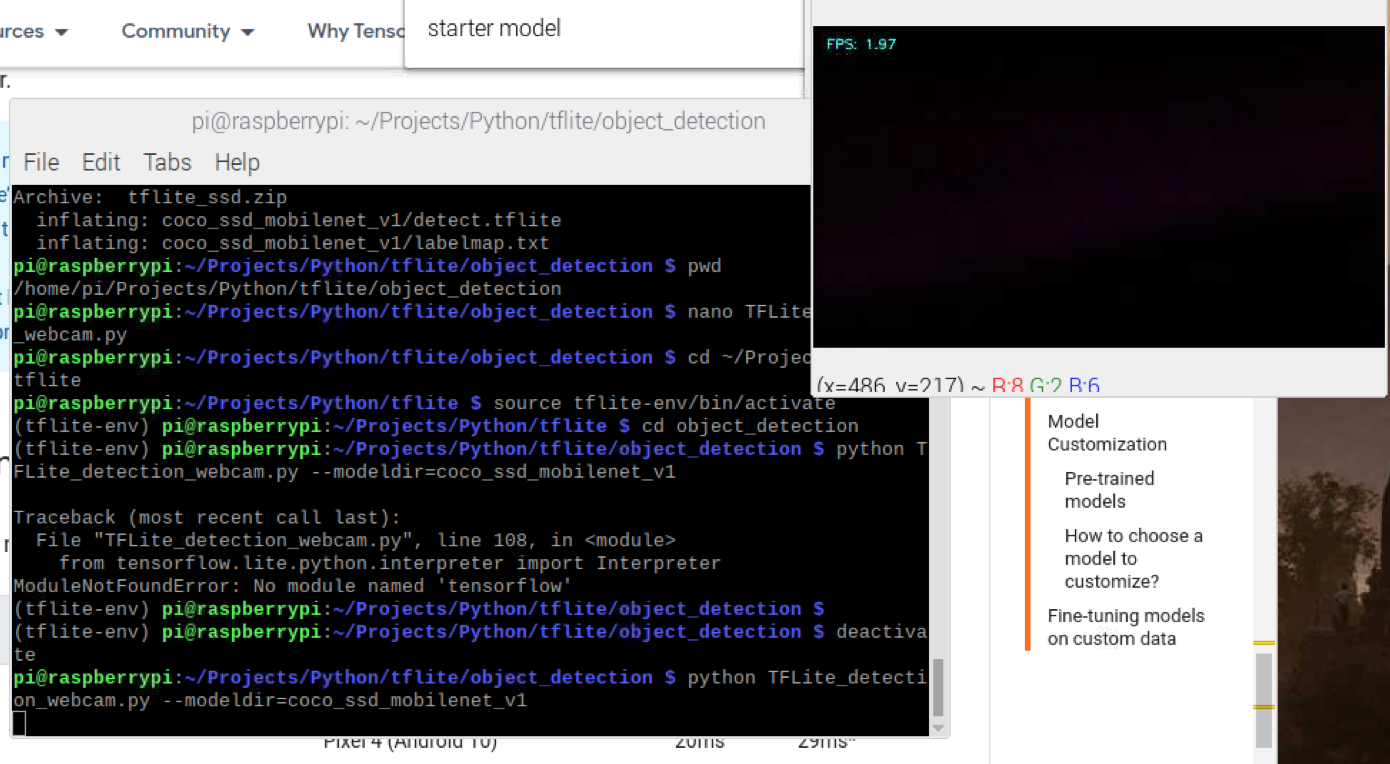 Community
Why Tenso
starter model
FPS: 1.97
pi@raspberrypi: ~/Projects/Python/tflite/object_detection
File Edit Tabs Help
Archive:  tflite_ssd.zip
  inflating: coco_ssd_mobilenet_v1/detect.tflite
  inflating: coco_ssd_mobilenet_v1/labelmap.txt
pi@raspberrypi:~/Projects/Python/tflite/object_detection $ pwd
/home/pi/Projects/Python/tflite/object_detection
pi@raspberrypi:~/Projects/Python/tflite/object_detection $ nano TFLite
_webcam.py
pi@raspberrypi:~/Projects/Python/tflite/object_detection $ cd ~/Projec
tflite
pi@raspberrypi:~/Projects/Python/tflite $ source tflite-env/bin/activate
(tflite-env) pi@raspberrypi:~/Projects/Python/tflite $ cd object_detection
(tflite-env) pi@raspberrypi:~/Projects/Python/tflite/object_detection $ python T
FLite_detection_webcam.py --modeldir=coco_ssd_mobilenet_v1
Traceback (most recent call last):
  File "TFLite_detection_webcam.py", line 108, in <module>
    from tensorflow.lite.python.interpreter import Interpreter
ModuleNotFoundError: No module named 'tensorflow'
(tflite-env) pi@raspberrypi:~/Projects/Python/tflite/object_detection $
(tflite-env) pi@raspberrypi:~/Projects/Python/tflite/object_detection $ deactiva
te
pi@raspberrypi:~/Projects/Python/tflite/object_detection $ python TFLite_detecti
on_webcam.py --modeldir=coco_ssd_mobilenet_v1
(x=486, y=217) ~ R:8 G:2 B:6
Model
Customization
Pre-trained
models
How to choose a
model to
customize?
Fine-tuning models
on custom data
Pixel 4 (Android 10) 20ms 29ms*